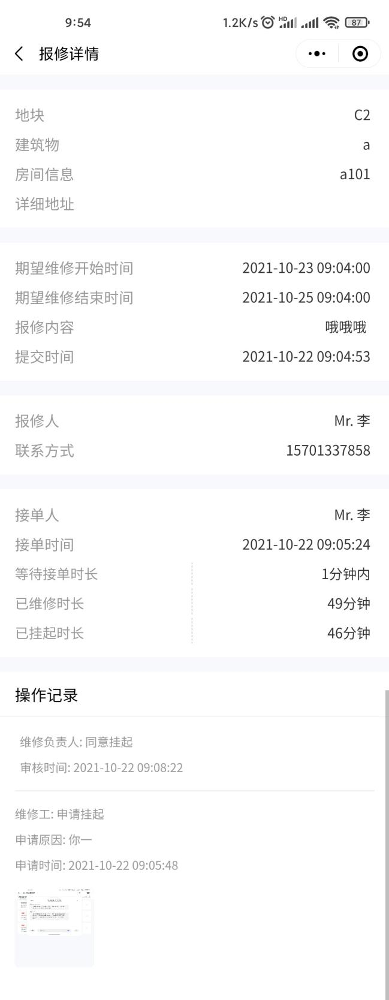 9:54 1.2K/s HD 87
报修详情
地块 C2
建筑物 a
房间信息 a101
详细地址
期望维修开始时间 2021-10-23 09:04:00
期望维修结束时间 2021-10-25 09:04:00
报修内容 哦哦哦
提交时间 2021-10-22 09:04:53
报修人 Mr. 李
联系方式 15701337858
接单人 Mr. 李
接单时间 2021-10-22 09:05:24
等待接单时长 1分钟内
已维修时长 49分钟
已挂起时长 46分钟
操作记录
维修负责人: 同意挂起
审核时间: 2021-10-22 09:08:22
维修工: 申请挂起
申请原因: 你一
申请时间: 2021-10-22 09:05:48